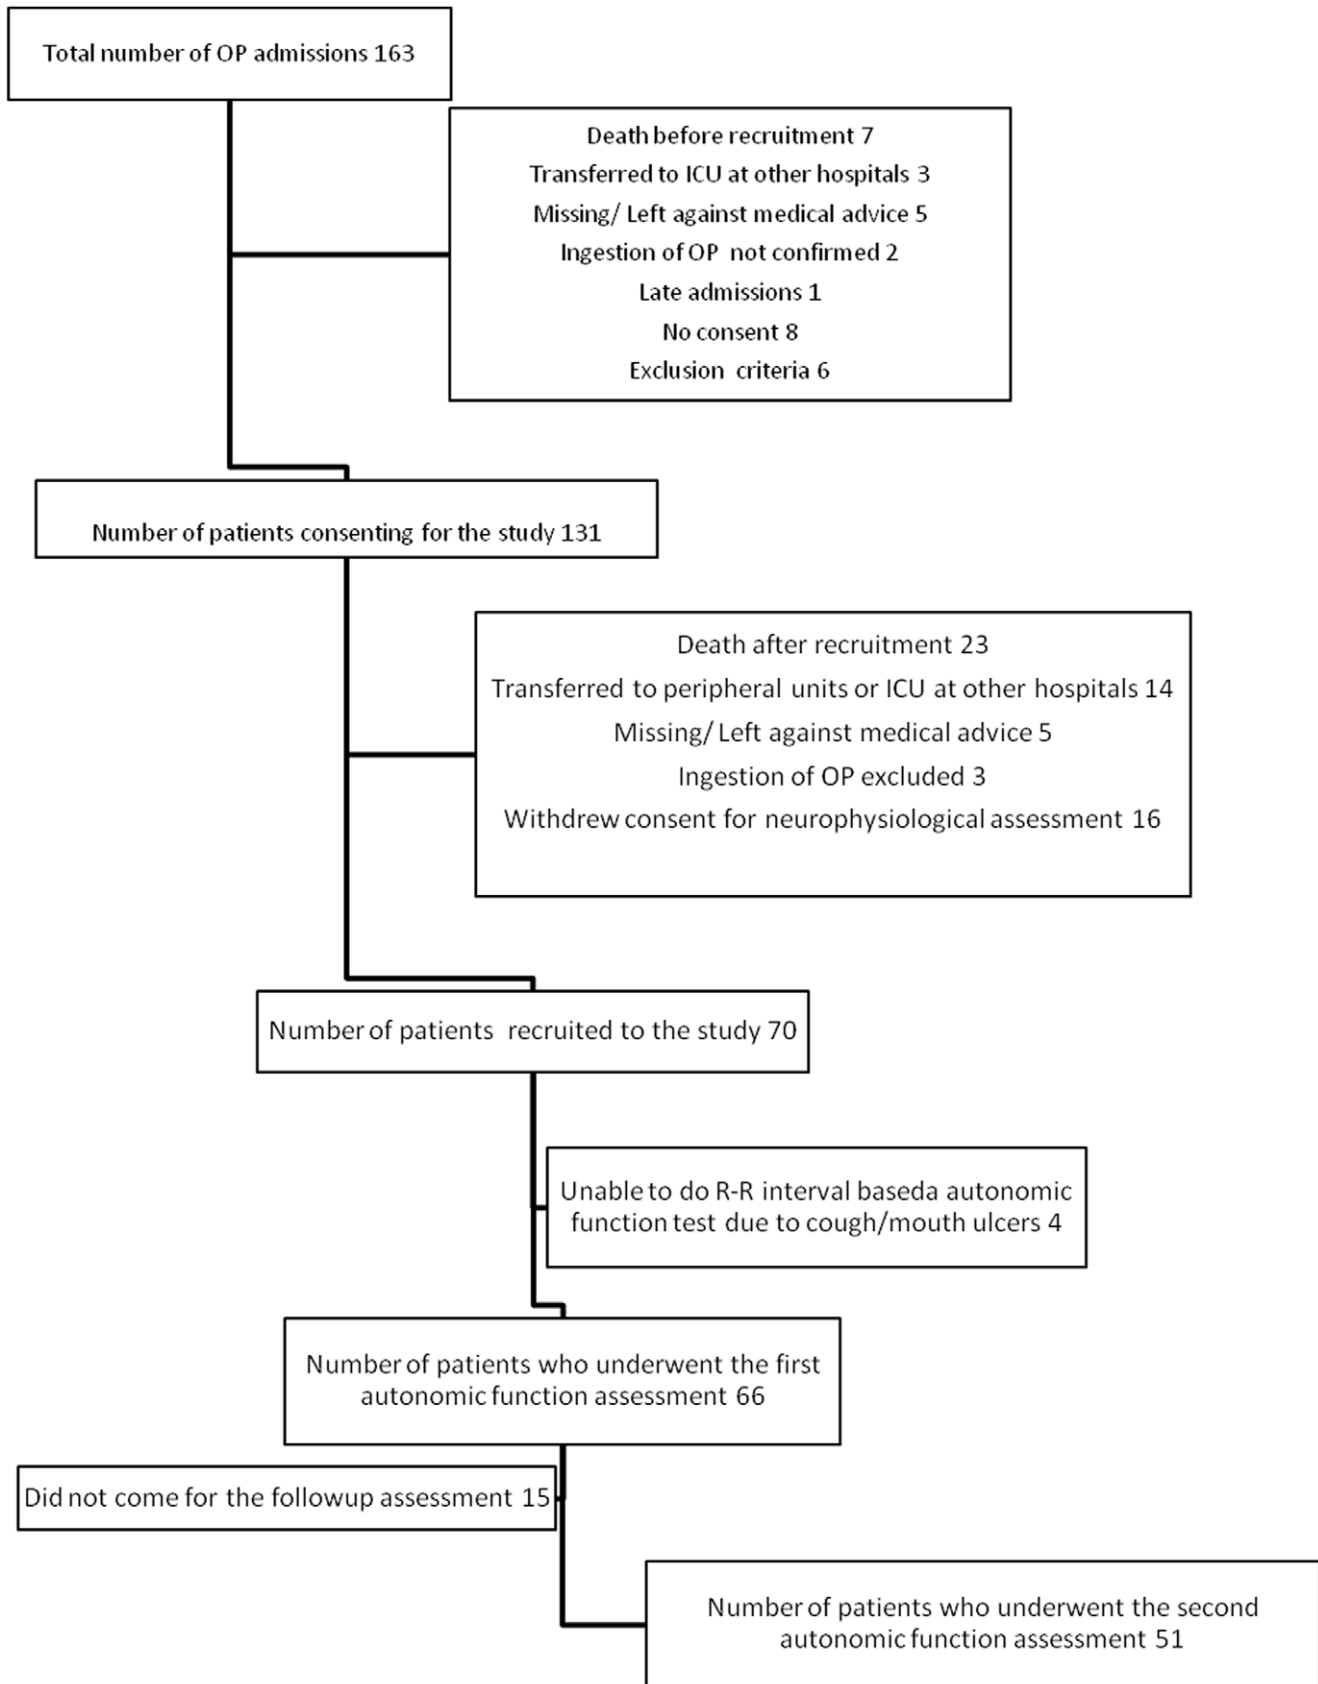 Total number of OP admissions 163
Death before recruitment 7
Transferred to ICU at other hospitals 3
Missing/ Left against medical advice 5
Ingestion of OP not confirmed 2
Late admissions 1
No consent 8
Exclusion criteria 6
Number of patients consenting for the study 131
Death after recruitment 23
Transferred to peripheral units or ICU at other hospitals 14
Missing/ Left against medical advice 5
Ingestion of OP excluded 3
Withdrew consent for neurophysiological assessment 16
Number of patients recruited to the study 70
Unable to do R-R interval baseda autonomic
function test due to cough/mouth ulcers 4
Number of patients who underwent the first
autonomic function assessment 66
Did not come for the followup assessment 15
Number of patients who underwent the second
autonomic function assessment 51